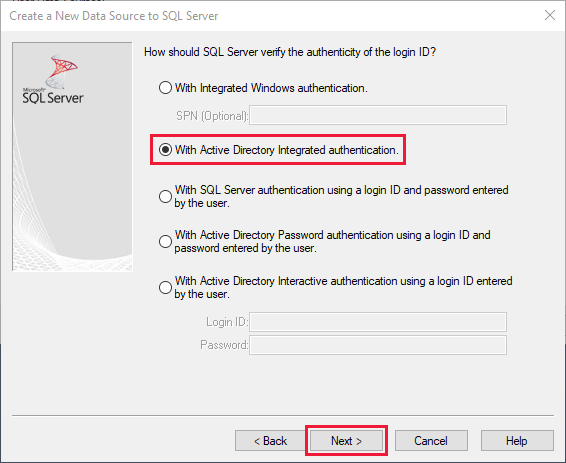 Create a New Data Source to SQL Server
Microsoft
SQL Server
How should SQL Server verify the authenticity of the login ID?
With Integrated Windows authentication.
SPN (Optional):
With Active Directory Integrated authentication.
With SQL Server authentication using a login ID and password entered
by the user.
With Active Directory Password authentication using a login ID and
password entered by the user.
With Active Directory Interactive authentication using a login ID entered
by the user.
Login ID:
Password:
< Back
Next >
Cancel
Help